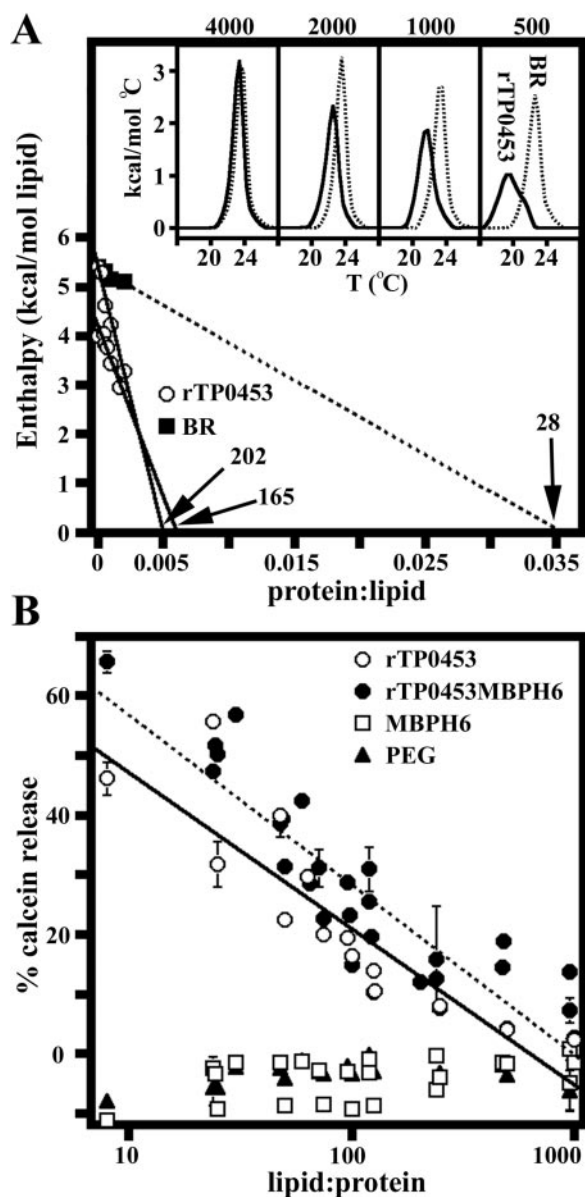 A
4000 2000 1000 500
kcal/mol °C
3
2
1
0
rTP0453
BR
20 24 20 24 20 24 20 24
T (°C)
Enthalpy (kcal/mol lipid)
6
5
4
3
2
1
0
rTP0453
BR
28
202
165
0 0.005 0.015 0.025 0.035
protein:lipid
B
% calcein release
60
40
20
0
rTP0453
rTP0453MBPH6
MBPH6
PEG
10 100 1000
lipid:protein